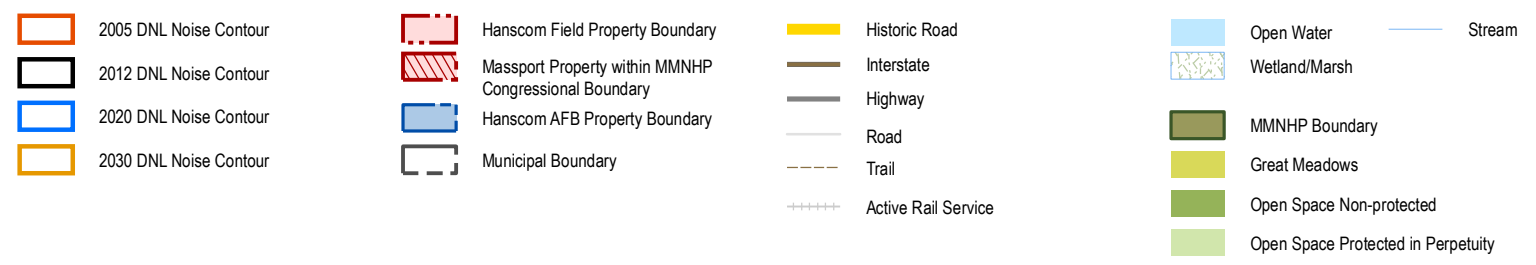 2005 DNL Noise Contour
2012 DNL Noise Contour
2020 DNL Noise Contour
2030 DNL Noise Contour
Hanscom Field Property Boundary
Massport Property within MMNHP
Congressional Boundary
Hanscom AFB Property Boundary
Municipal Boundary
Historic Road
Interstate
Highway
Road
Trail
Active Rail Service
Open Water
Wetland/Marsh
MMNHP Boundary
Great Meadows
Open Space Non-protected
Open Space Protected in Perpetuity
Stream